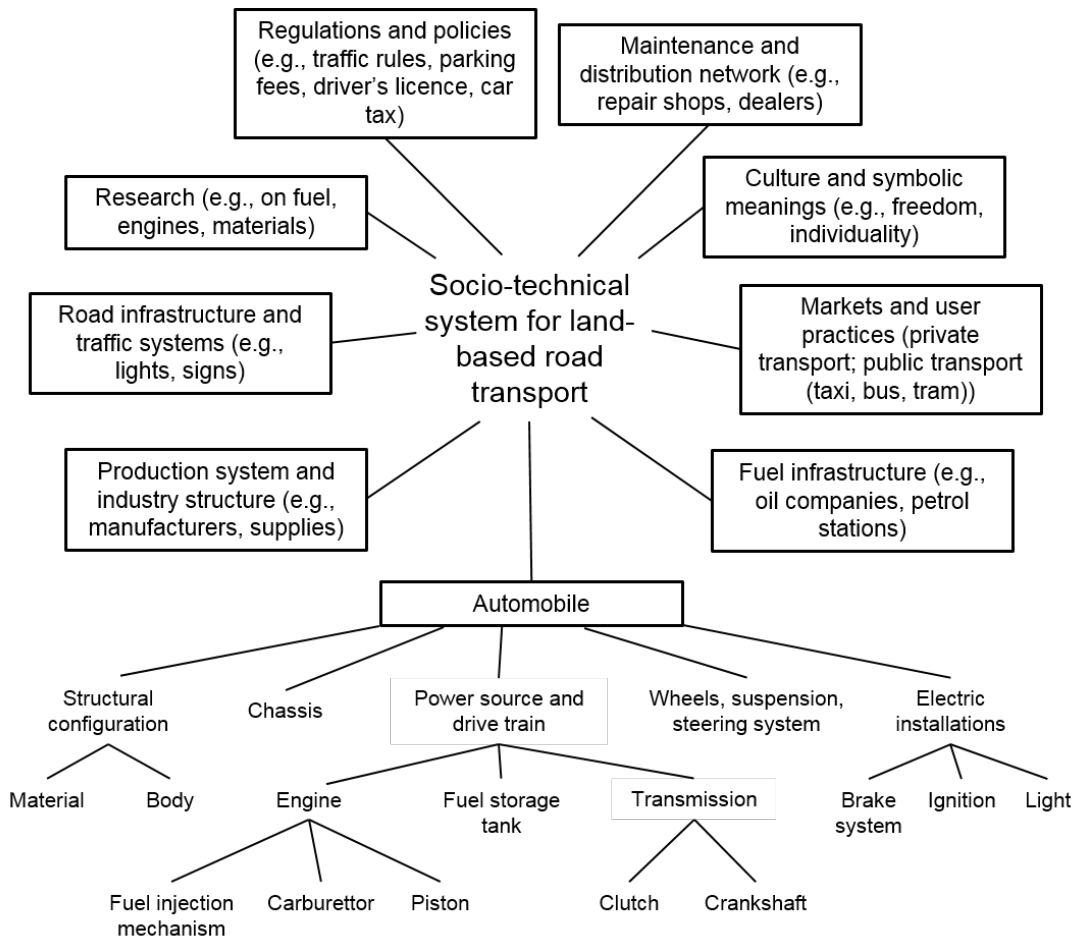 Regulations and policies
(e.g., traffic rules, parking
fees, driver's licence, car
tax)
Maintenance and
distribution network (e.g.,
repair shops, dealers)
Research (e.g., on fuel,
engines, materials)
Culture and symbolic
meanings (e.g., freedom,
individuality)
Socio-technical
system for land-
based road
transport
Road infrastructure and
traffic systems (e.g.,
lights, signs)
Markets and user
practices (private
transport; public transport
(taxi, bus, tram))
Production system and
industry structure (e.g.,
manufacturers, supplies)
Fuel infrastructure (e.g.,
oil companies, petrol
stations)
Automobile
Structural
configuration
Chassis
Power source and
drive train
Wheels, suspension,
steering system
Electric
installations
Material
Body
Engine
Fuel storage
tank
Transmission
Brake
system
Ignition
Light
Fuel injection
mechanism
Carburettor
Piston
Clutch
Crankshaft